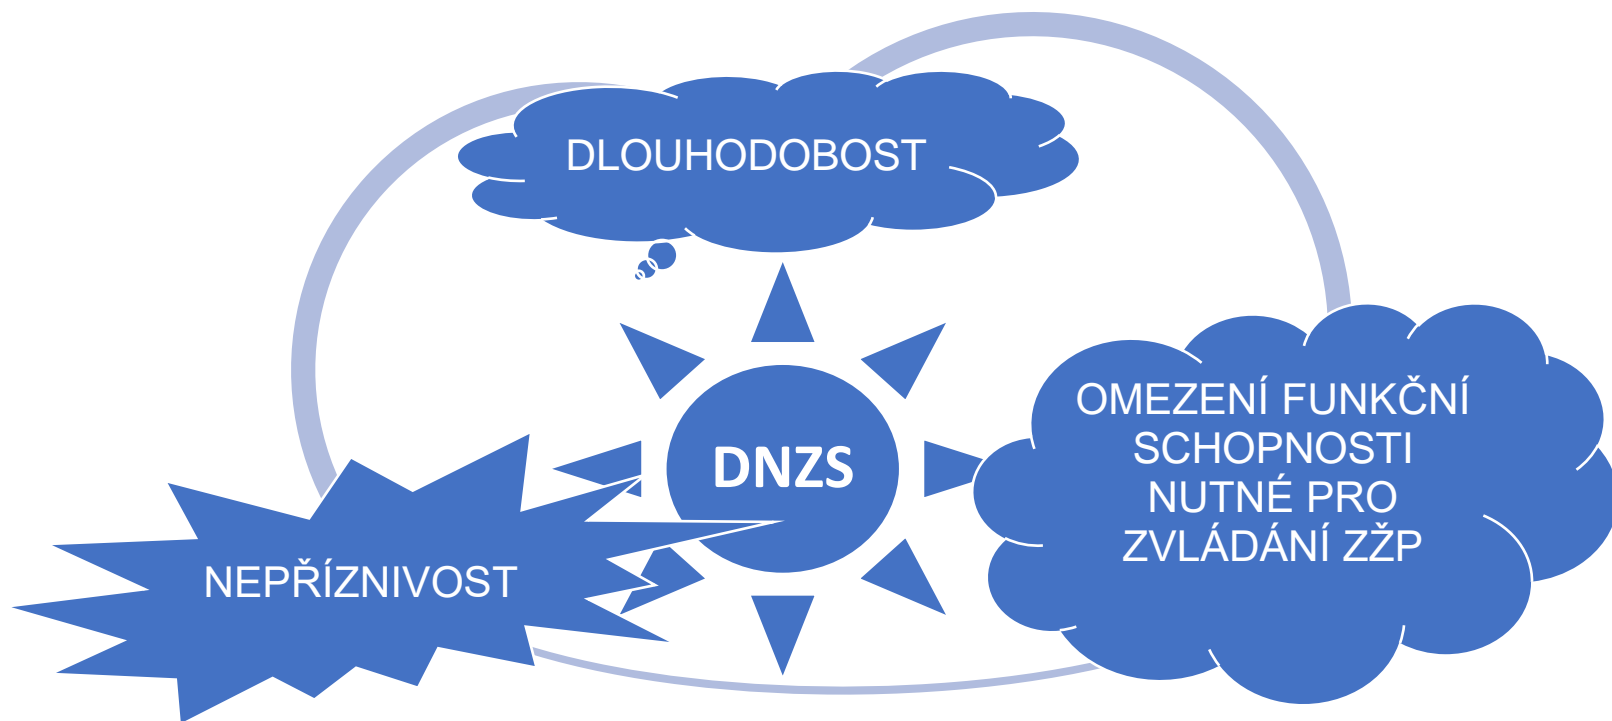 DLOUHODOBOST
OMEZENÍ FUNKČNÍ
SCHOPNOSTI
NUTNÉ PRO
ZVLÁDÁNÍ ZŽP
DNZS
NEPŘÍZNIVOST